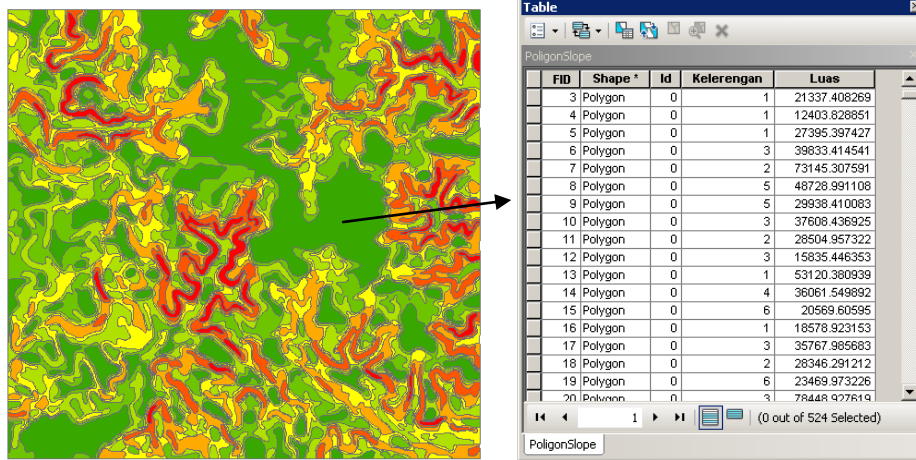 Table
PoligonSlope
FID Shape * Id Kelerengan Luas
3 Polygon 0 1 21337.408269
4 Polygon 0 1 12403.828851
5 Polygon 0 1 27395.397427
6 Polygon 0 3 39833.414541
7 Polygon 0 2 73145.307591
8 Polygon 0 5 48728.991108
9 Polygon 0 5 29938.410083
10 Polygon 0 3 37608.436925
11 Polygon 0 2 28504.957322
12 Polygon 0 3 15835.446353
13 Polygon 0 1 53120.380939
14 Polygon 0 4 36061.549892
15 Polygon 0 6 20569.60595
16 Polygon 0 1 18578.923153
17 Polygon 0 3 35767.985683
18 Polygon 0 2 28346.291212
19 Polygon 0 6 23469.973226
20 Polygon 0 3 78448.927619
1 (0 out of 524 Selected)
PoligonSlope